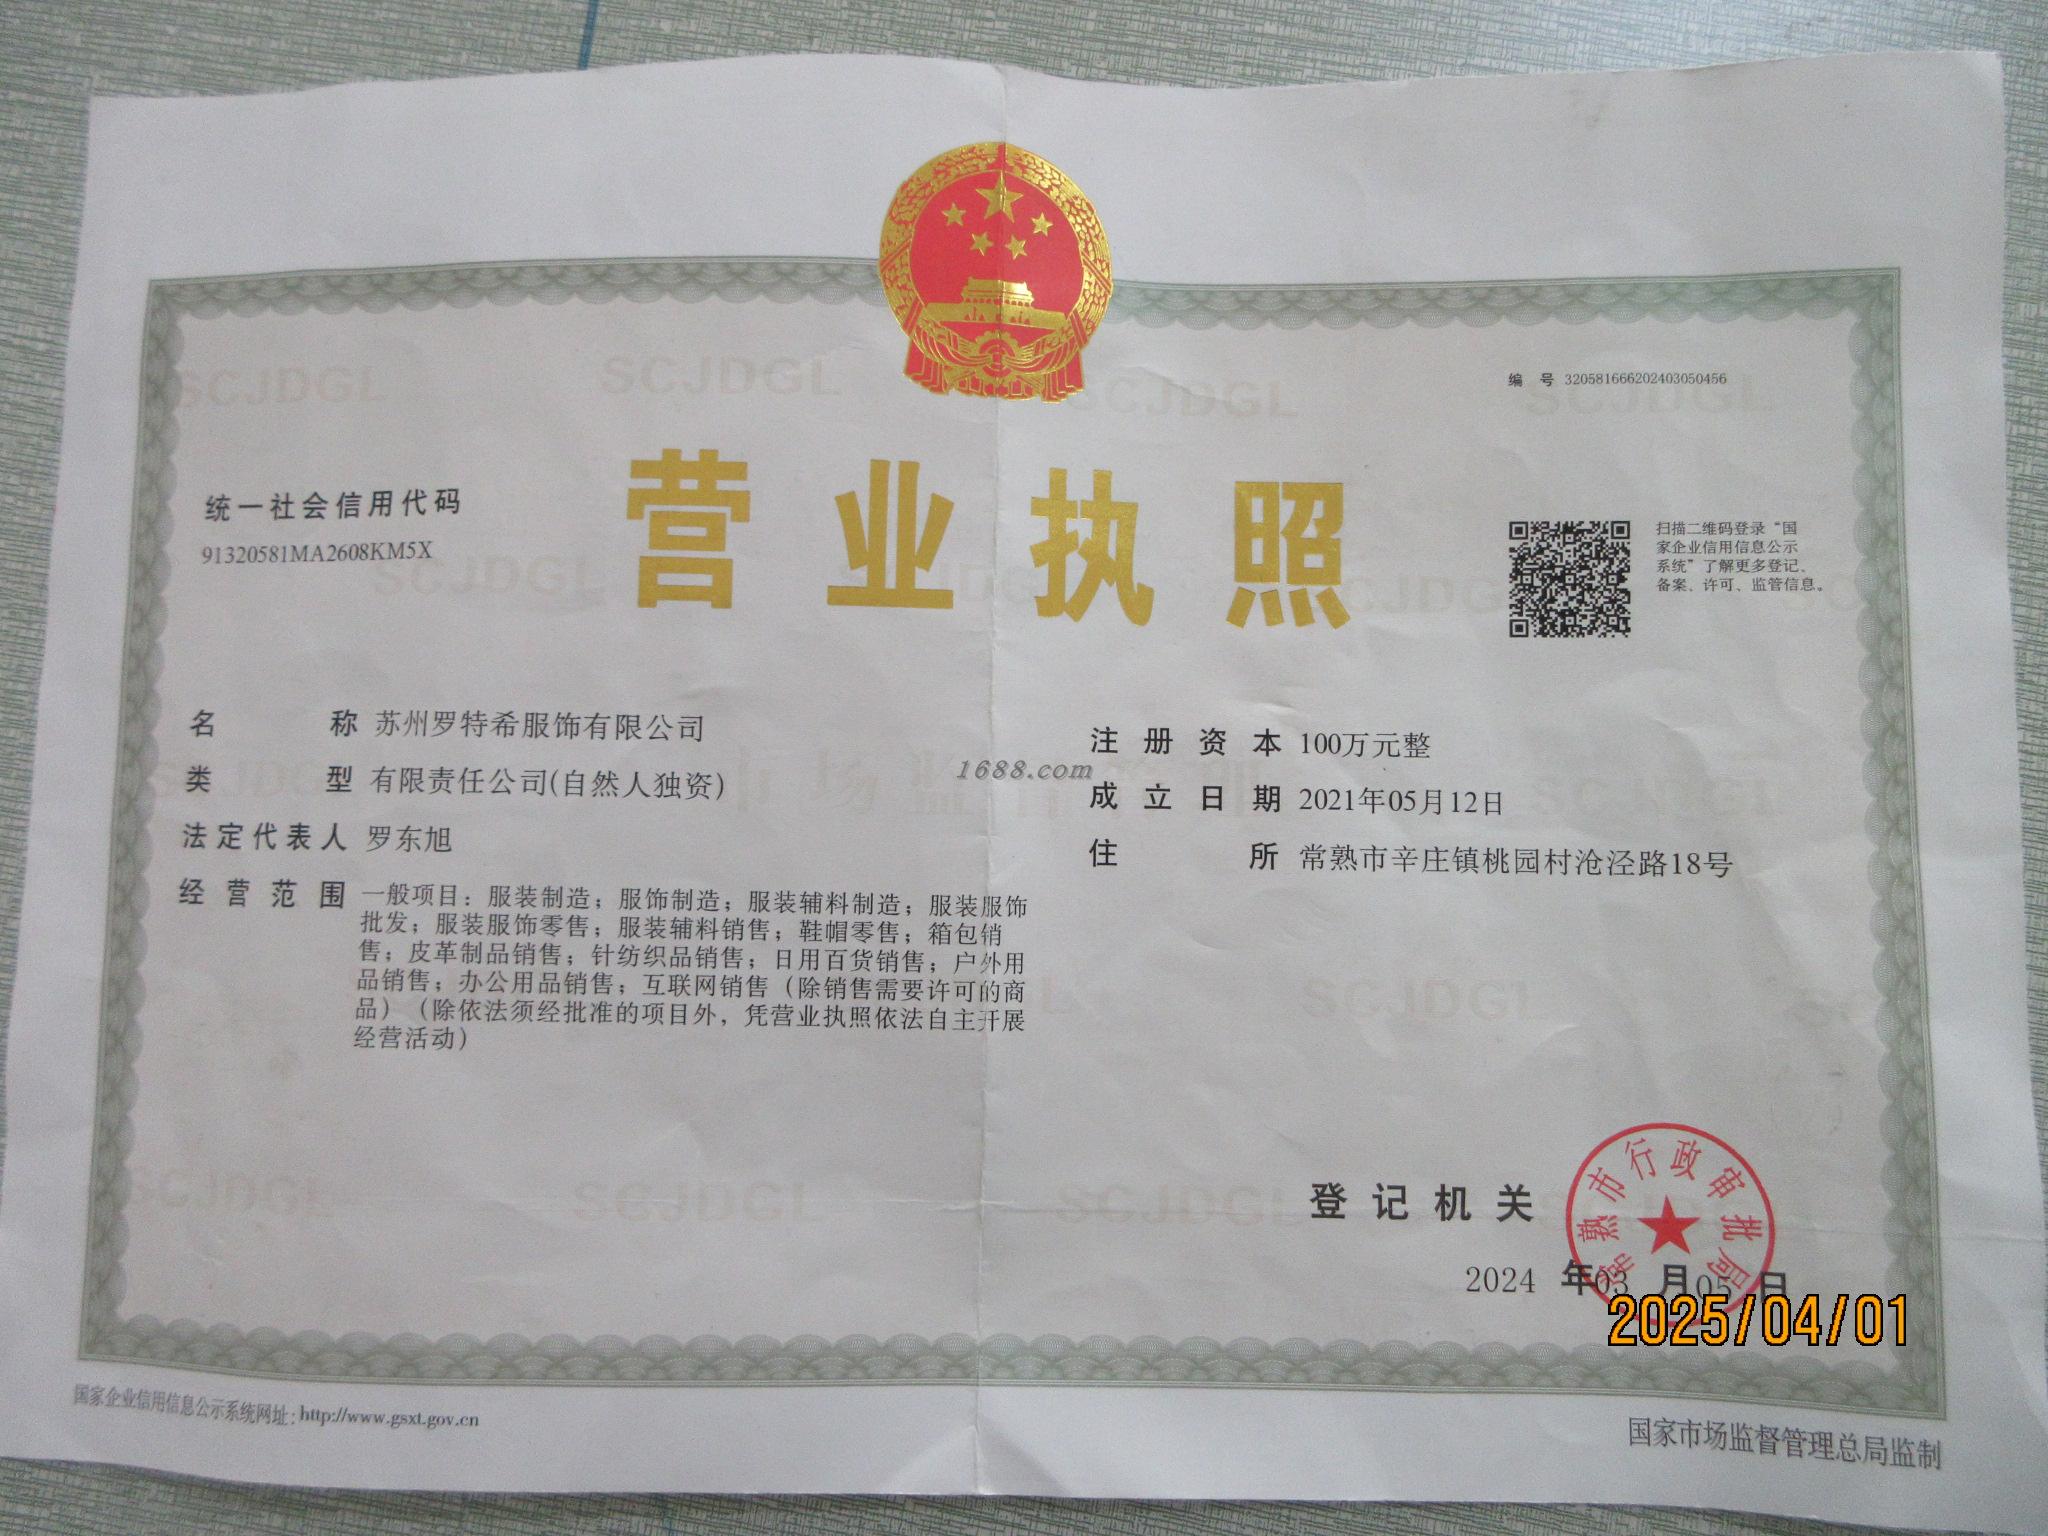 编 号 320581666202403050456
营业执照
统一社会信用代码
91320581MA2608KM5X
扫描二维码登录“国
家企业信用信息公示
系统”了解更多登记、
备案、许可、监管信息。
名 称 苏州罗特希服饰有限公司
类 型 有限责任公司(自然人独资)
法定代表人 罗东旭
经营范围 一般项目：服装制造；服饰制造；服装辅料制造；服装服饰
批发；服装服饰零售；服装辅料销售；鞋帽零售；箱包销
售；皮革制品销售；针纺织品销售；日用百货销售；户外用
品销售；办公用品销售；互联网销售（除销售需要许可的商
品）（除依法须经批准的项目外，凭营业执照依法自主开展
经营活动）
注册资本 100万元整
成立日期 2021年05月12日
住 所 常熟市辛庄镇桃园村沧泾路18号
1688.com
登记机关
常熟市行政审批局
2024 年03 月05 日
2025/04/01
国家企业信用信息公示系统网址:http://www.gsxt.gov.cn
国家市场监督管理总局监制
SCJDGL